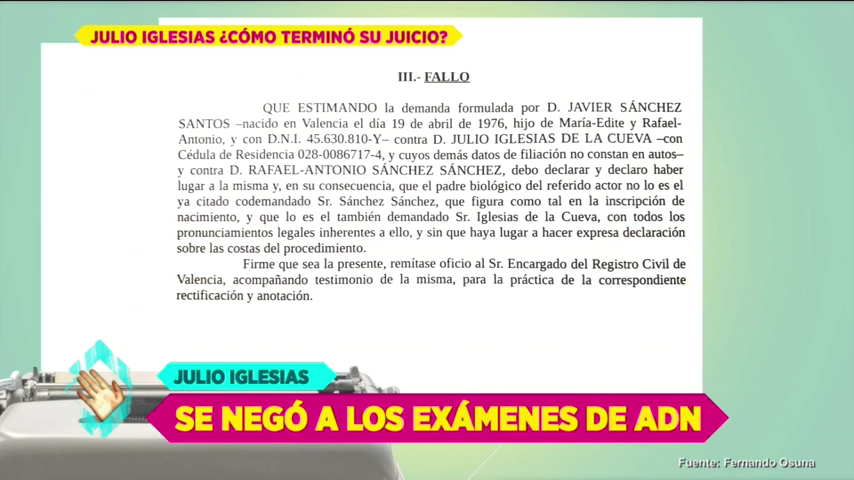 JULIO IGLESIAS ¿CÓMO TERMINÓ SU JUICIO?
III.- FALLO
QUE ESTIMANDO la demanda formulada por D. JAVIER SÁNCHEZ
SANTOS –nacido en Valencia el día 19 de abril de 1976, hijo de María-Edite y Rafael-
Antonio, y con D.N.I. 45.630.810-Y– contra D. JULIO IGLESIAS DE LA CUEVA –con
Cédula de Residencia 028-0086717-4, y cuyos demás datos de filiación no constan en autos–
y contra D. RAFAEL-ANTONIO SÁNCHEZ SÁNCHEZ, debo declarar y declaro haber
lugar a la misma y, en su consecuencia, que el padre biológico del referido actor no lo es el
ya citado codemandado Sr. Sánchez Sánchez, que figura como tal en la inscripción de
nacimiento, y que lo es el también demandado Sr. Iglesias de la Cueva, con todos los
pronunciamientos legales inherentes a ello, y sin que haya lugar a hacer expresa declaración
sobre las costas del procedimiento.
Firme que sea la presente, remítase oficio al Sr. Encargado del Registro Civil de
Valencia, acompañando testimonio de la misma, para la práctica de la correspondiente
rectificación y anotación.
JULIO IGLESIAS
SE NEGÓ A LOS EXÁMENES DE ADN
Fuente: Fernando Osuna